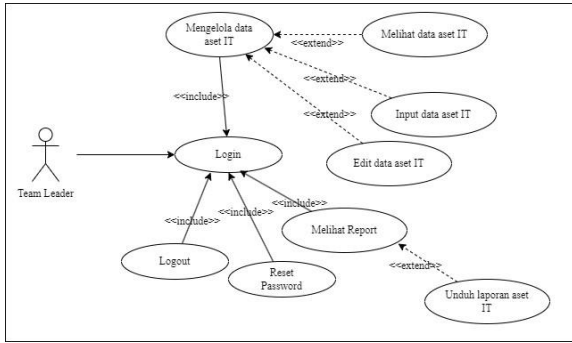 Mengelola data
aset IT
<<extend>>
Melihat data aset IT
<<extend>>
<<include>>
Input data aset IT
<<extend>>
Login
Edit data aset IT
Team Leader
<<include>>
<<include>>
<<include>>
Melihat Report
Logout
Reset
Password
<<extend>>
Unduh laporan aset
IT